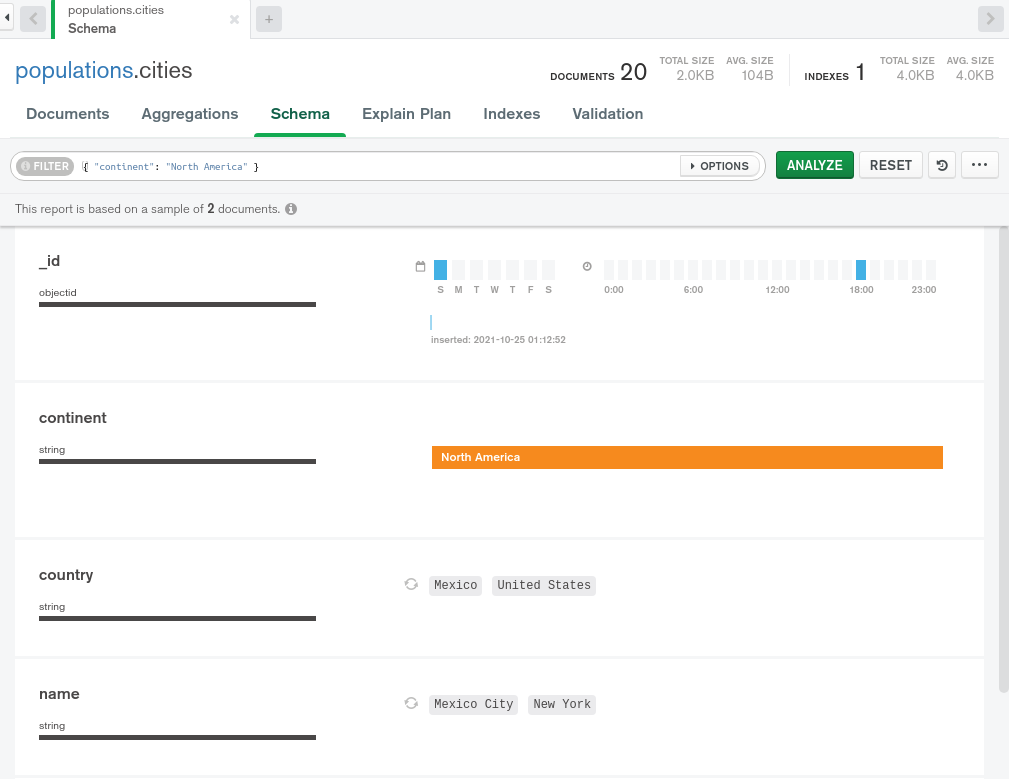 populations.cities
Schema
populations.cities
DOCUMENTS 20 TOTAL SIZE 2.0KB AVG. SIZE 104B INDEXES 1 TOTAL SIZE 4.0KB AVG. SIZE 4.0KB
Documents Aggregations Schema Explain Plan Indexes Validation
FILTER { "continent": "North America" } OPTIONS ANALYZE RESET
This report is based on a sample of 2 documents.
_id
objectid
S M T W T F S 0:00 6:00 12:00 18:00 23:00
inserted: 2021-10-25 01:12:52
continent
string
North America
country
string
Mexico United States
name
string
Mexico City New York